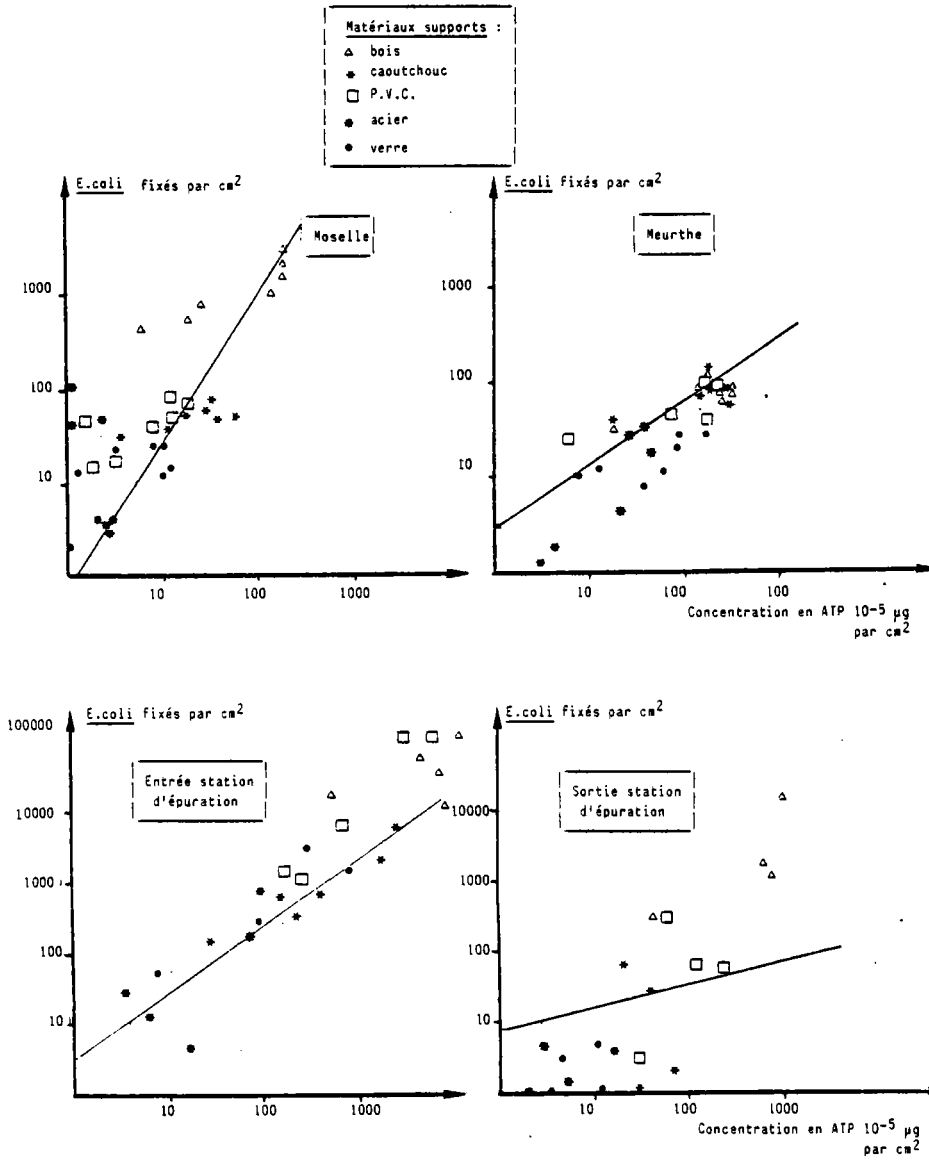 Matériaux supports :
bois
caoutchouc
P.V.C.
acier
verre
E.coli fixés par cm2
Moselle
1000
100
10
10
100
1000
E.coli fixés par cm2
Meurthe
1000
100
10
10
100
100
Concentration en ATP 10-5 µg
par cm2
E.coli fixés par cm2
100000
Entrée station
d'épuration
10000
1000
100
10
10
100
1000
E.coli fixés par cm2
Sortie station
d'épuration
10000
1000
100
10
10
100
1000
Concentration en ATP 10-5 µg
par cm2